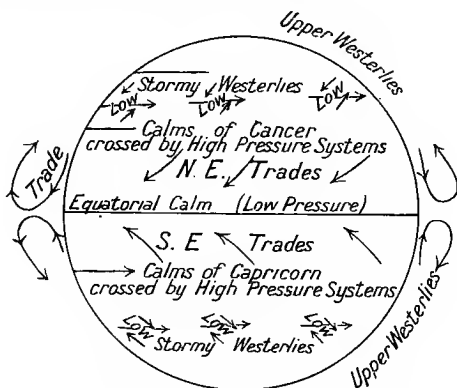 Upper Westerlies
Stormy Westerlies
Low Low Low
Calms of Cancer
crossed by High Pressure Systems
Trade
N. E. Trades
Equatorial Calm (Low Pressure)
S. E Trades
Calms of Capricorn
crossed by High Pressure Systems
Low Low Low
Stormy Westerlies
Upper Westerlies